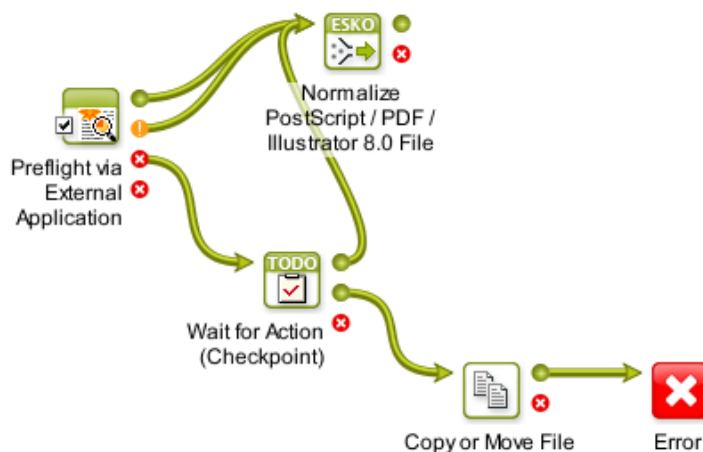 ESKO
Normalize
PostScript / PDF /
Illustrator 8.0 File
Preflight via
External
Application
TODO
Wait for Action
(Checkpoint)
Copy or Move File
Error